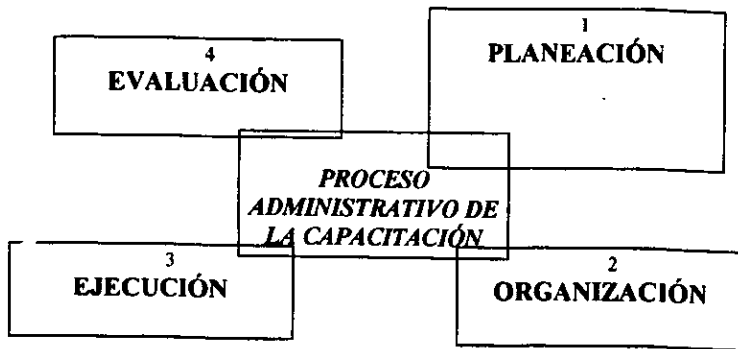 4
EVALUACIÓN
1
PLANEACIÓN
PROCESO
ADMINISTRATIVO DE
LA CAPACITACIÓN
3
EJECUCIÓN
2
ORGANIZACIÓN